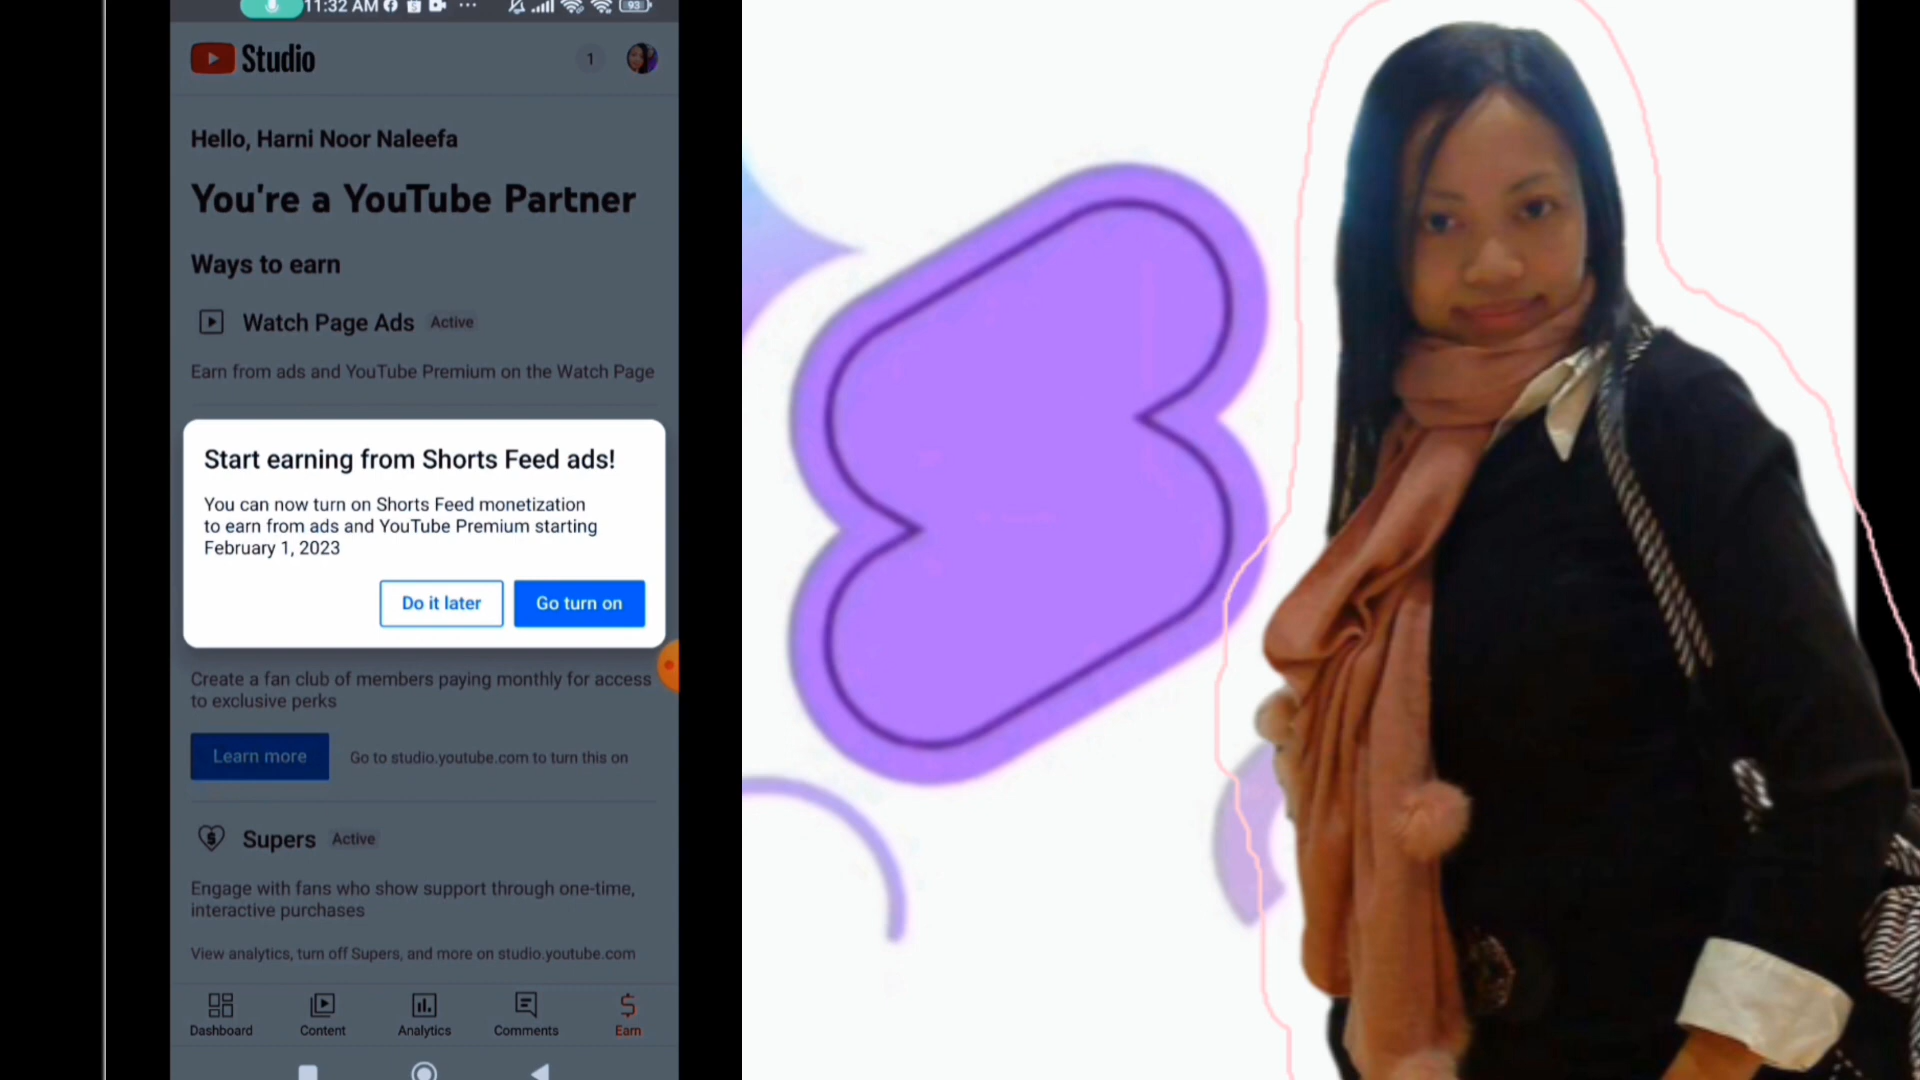 11:32 AM
93
Studio
1
Hello, Harni Noor Naleefa
You're a YouTube Partner
Ways to earn
Watch Page Ads Active
Earn from ads and YouTube Premium on the Watch Page
Start earning from Shorts Feed ads!
You can now turn on Shorts Feed monetization
to earn from ads and YouTube Premium starting
February 1, 2023
Do it later Go turn on
Create a fan club of members paying monthly for access
to exclusive perks
Learn more Go to studio.youtube.com to turn this on
Supers Active
Engage with fans who show support through one-time,
interactive purchases
View analytics, turn off Supers, and more on studio.youtube.com
Dashboard Content Analytics Comments Earn